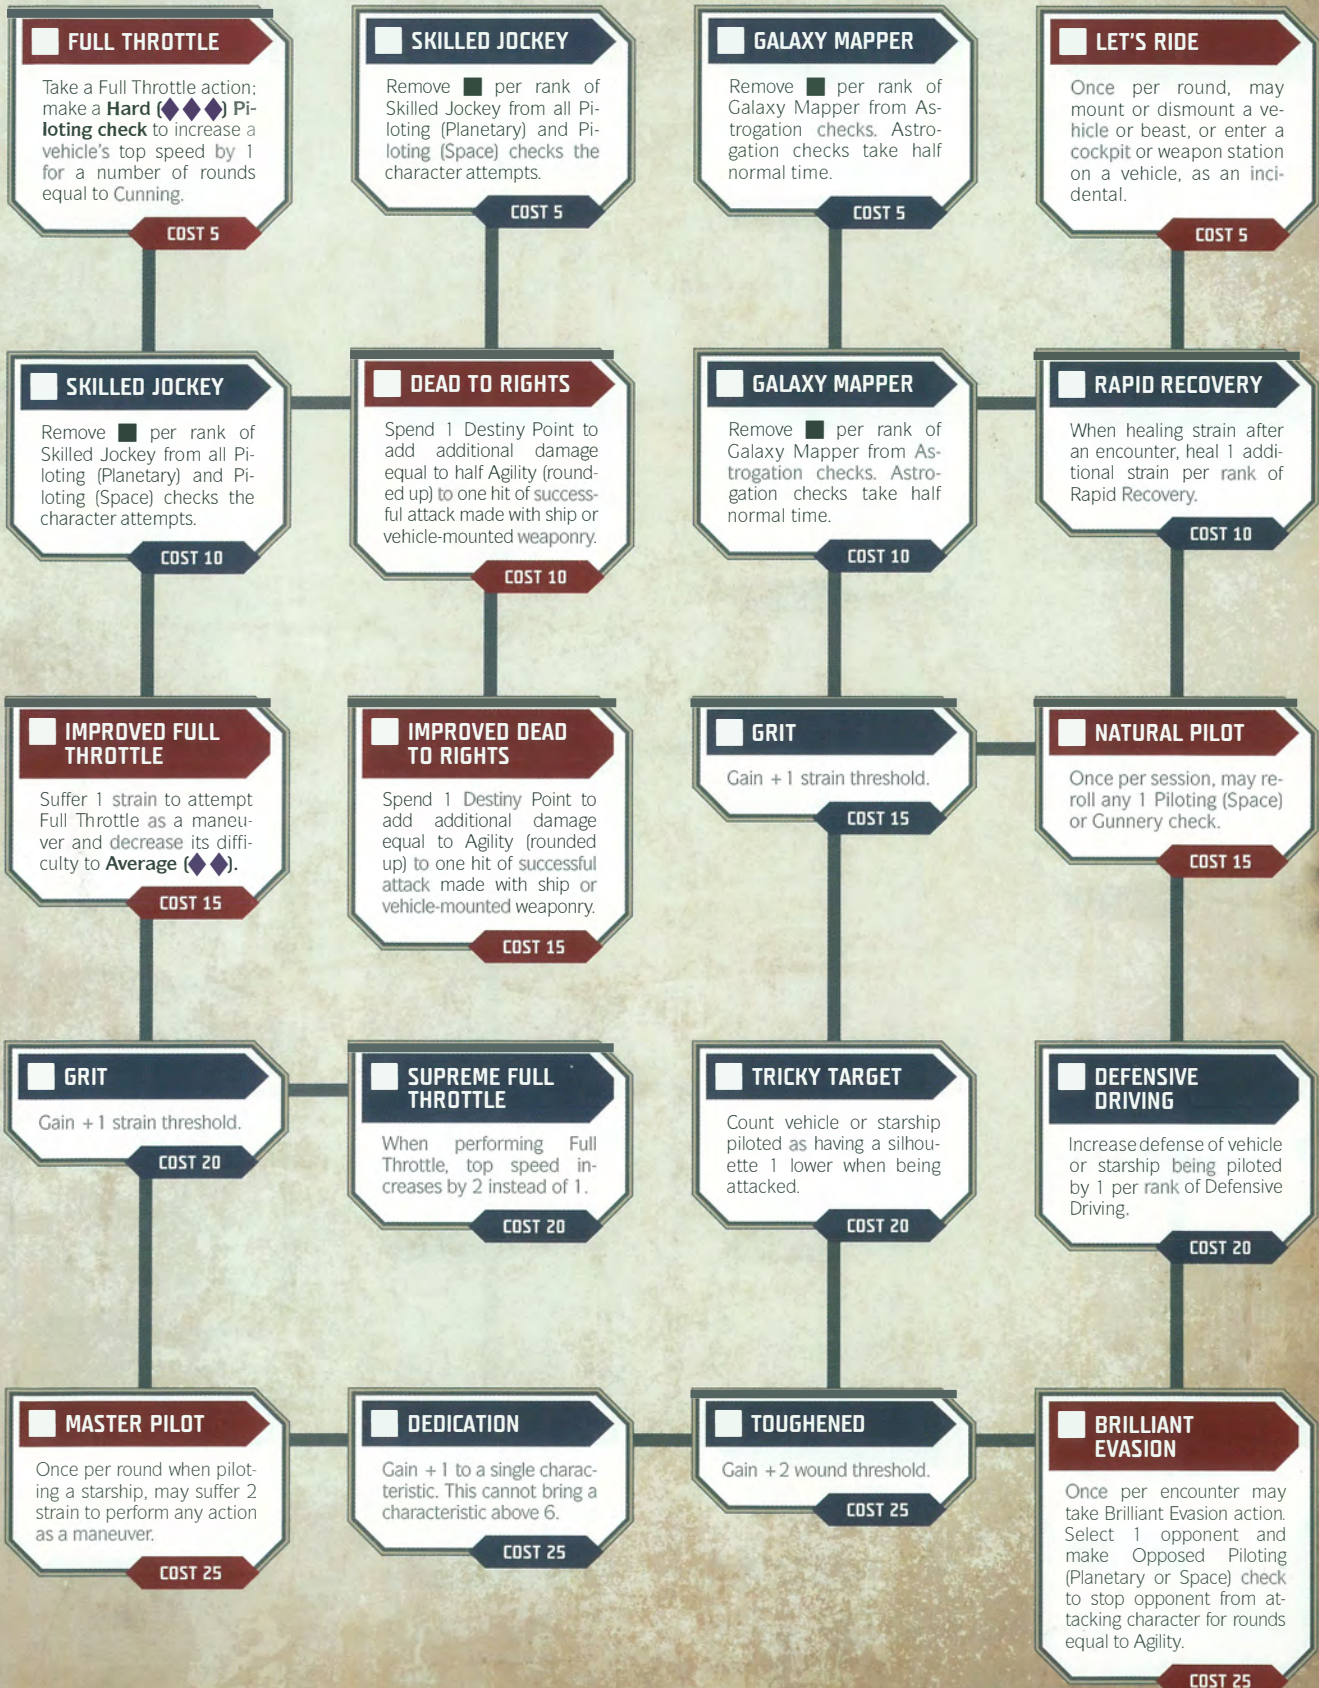 FULL THROTTLE
Take a Full Throttle action;
make a Hard (◆◆◆) Pi-
loting check to increase a
vehicle's top speed by 1
for a number of rounds
equal to Cunning.
COST 5
SKILLED JOCKEY
Remove ■ per rank of
Skilled Jockey from all Pi-
loting (Planetary) and Pi-
loting (Space) checks the
character attempts.
COST 5
GALAXY MAPPER
Remove ■ per rank of
Galaxy Mapper from As-
trogation checks. Astro-
gation checks take half
normal time.
COST 5
LET'S RIDE
Once per round, may
mount or dismount a ve-
hicle or beast, or enter a
cockpit or weapon station
on a vehicle, as an inci-
dental.
COST 5
SKILLED JOCKEY
Remove ■ per rank of
Skilled Jockey from all Pi-
loting (Planetary) and Pi-
loting (Space) checks the
character attempts.
COST 10
DEAD TO RIGHTS
Spend 1 Destiny Point to
add additional damage
equal to half Agility (round-
ed up) to one hit of success-
ful attack made with ship or
vehicle-mounted weaponry.
COST 10
GALAXY MAPPER
Remove ■ per rank of
Galaxy Mapper from As-
trogation checks. Astro-
gation checks take half
normal time.
COST 10
RAPID RECOVERY
When healing strain after
an encounter, heal 1 addi-
tional strain per rank of
Rapid Recovery.
COST 10
IMPROVED FULL
THROTTLE
Suffer 1 strain to attempt
Full Throttle as a maneu-
ver and decrease its diffi-
culty to Average (◆◆).
COST 15
IMPROVED DEAD
TO RIGHTS
Spend 1 Destiny Point to
add additional damage
equal to Agility (rounded
up) to one hit of successful
attack made with ship or
vehicle-mounted weaponry.
COST 15
GRIT
Gain +1 strain threshold.
COST 15
NATURAL PILOT
Once per session, may re-
roll any 1 Piloting (Space)
or Gunnery check.
COST 15
GRIT
Gain +1 strain threshold.
COST 20
SUPREME FULL
THROTTLE
When performing Full
Throttle, top speed in-
creases by 2 instead of 1.
COST 20
TRICKY TARGET
Count vehicle or starship
piloted as having a silhou-
ette 1 lower when being
attacked.
COST 20
DEFENSIVE
DRIVING
Increase defense of vehicle
or starship being piloted
by 1 per rank of Defensive
Driving.
COST 20
MASTER PILOT
Once per round when pilot-
ing a starship, may suffer 2
strain to perform any action
as a maneuver.
COST 25
DEDICATION
Gain +1 to a single charac-
teristic. This cannot bring a
characteristic above 6.
COST 25
TOUGHENED
Gain +2 wound threshold.
COST 25
BRILLIANT
EVASION
Once per encounter may
take Brilliant Evasion action.
Select 1 opponent and
make Opposed Piloting
(Planetary or Space) check
to stop opponent from at-
tacking character for rounds
equal to Agility.
COST 25